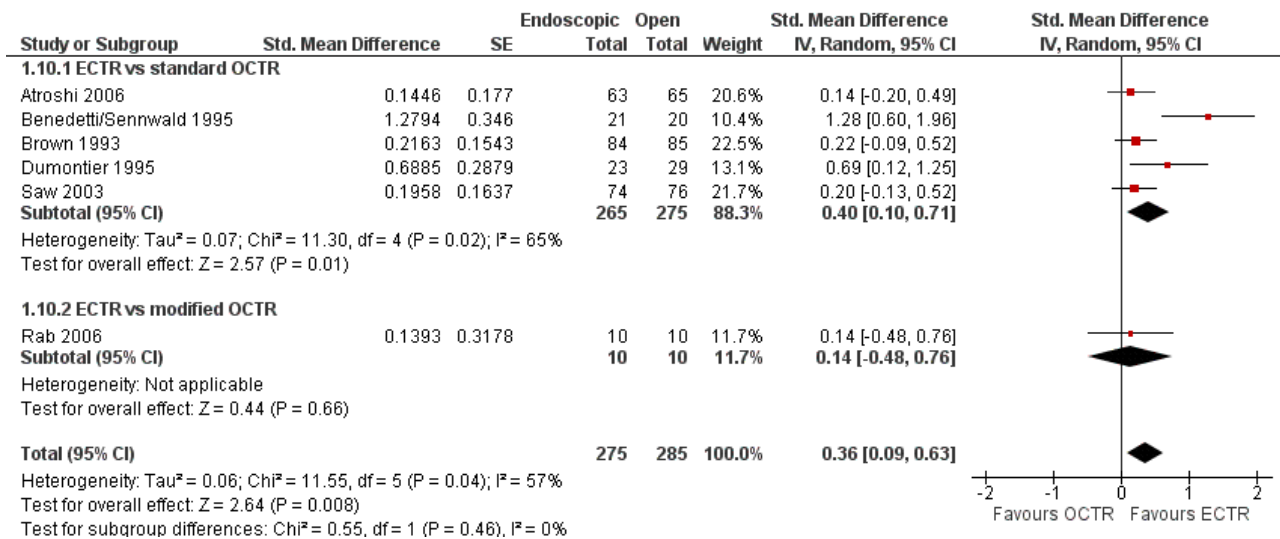 Endoscopic Open Std. Mean Difference Std. Mean Difference
Study or Subgroup Std. Mean Difference SE Total Total Weight IV, Random, 95% CI IV, Random, 95% CI
1.10.1 ECTR vs standard OCTR
Atroshi 2006 0.1446 0.177 63 65 20.6% 0.14 [-0.20, 0.49]
Benedetti/Sennwald 1995 1.2794 0.346 21 20 10.4% 1.28 [0.60, 1.96]
Brown 1993 0.2163 0.1543 84 85 22.5% 0.22 [-0.09, 0.52]
Dumontier 1995 0.6885 0.2879 23 29 13.1% 0.69 [0.12, 1.25]
Saw 2003 0.1958 0.1637 74 76 21.7% 0.20 [-0.13, 0.52]
Subtotal (95% CI) 265 275 88.3% 0.40 [0.10, 0.71]
Heterogeneity: Tau² = 0.07; Chi² = 11.30, df = 4 (P = 0.02); I² = 65%
Test for overall effect: Z = 2.57 (P = 0.01)
1.10.2 ECTR vs modified OCTR
Rab 2006 0.1393 0.3178 10 10 11.7% 0.14 [-0.48, 0.76]
Subtotal (95% CI) 10 10 11.7% 0.14 [-0.48, 0.76]
Heterogeneity: Not applicable
Test for overall effect: Z = 0.44 (P = 0.66)
Total (95% CI) 275 285 100.0% 0.36 [0.09, 0.63]
Heterogeneity: Tau² = 0.06; Chi² = 11.55, df = 5 (P = 0.04); I² = 57%
Test for overall effect: Z = 2.64 (P = 0.008)
Test for subgroup differences: Chi² = 0.55, df = 1 (P = 0.46), I² = 0%
-2 -1 0 1 2
Favours OCTR Favours ECTR